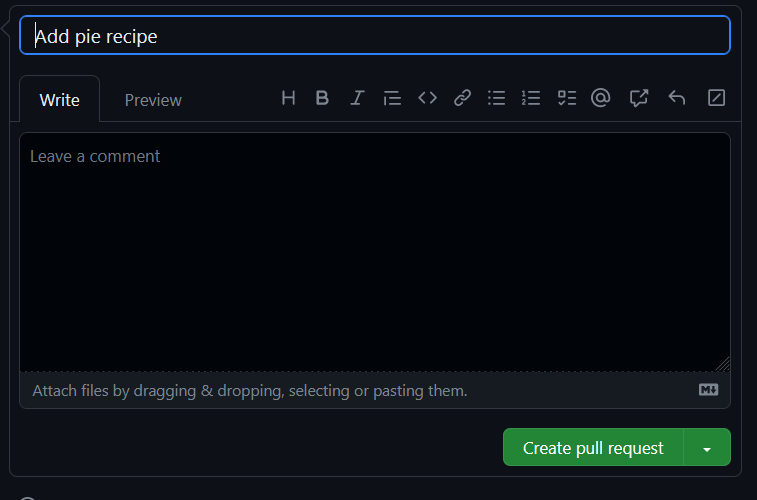 Add pie recipe
Write Preview
Leave a comment
Attach files by dragging & dropping, selecting or pasting them.
Create pull request